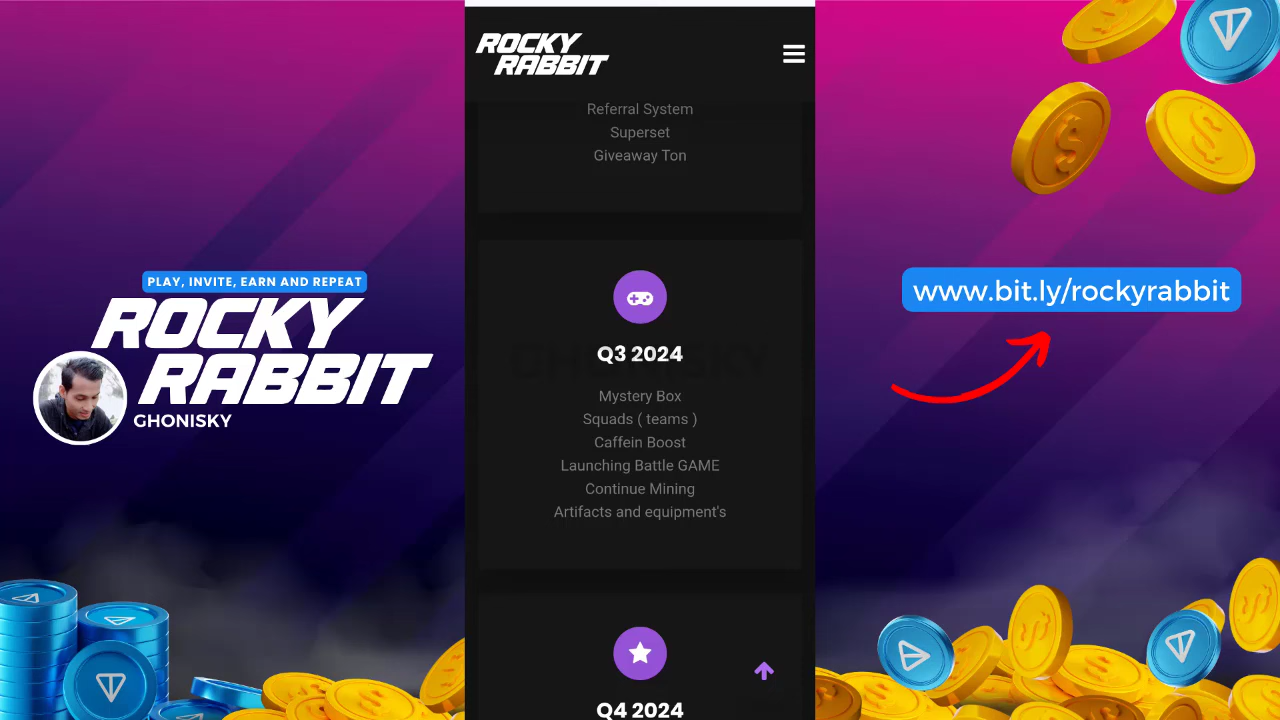 PLAY, INVITE, EARN AND REPEAT
ROCKY
RABBIT
GHONISKY
ROCKY
RABBIT
Referral System
Superset
Giveaway Ton
GHONISKY
Q3 2024
Mystery Box
Squads ( teams )
Caffein Boost
Launching Battle GAME
Continue Mining
Artifacts and equipment's
Q4 2024
www.bit.ly/rockyrabbit